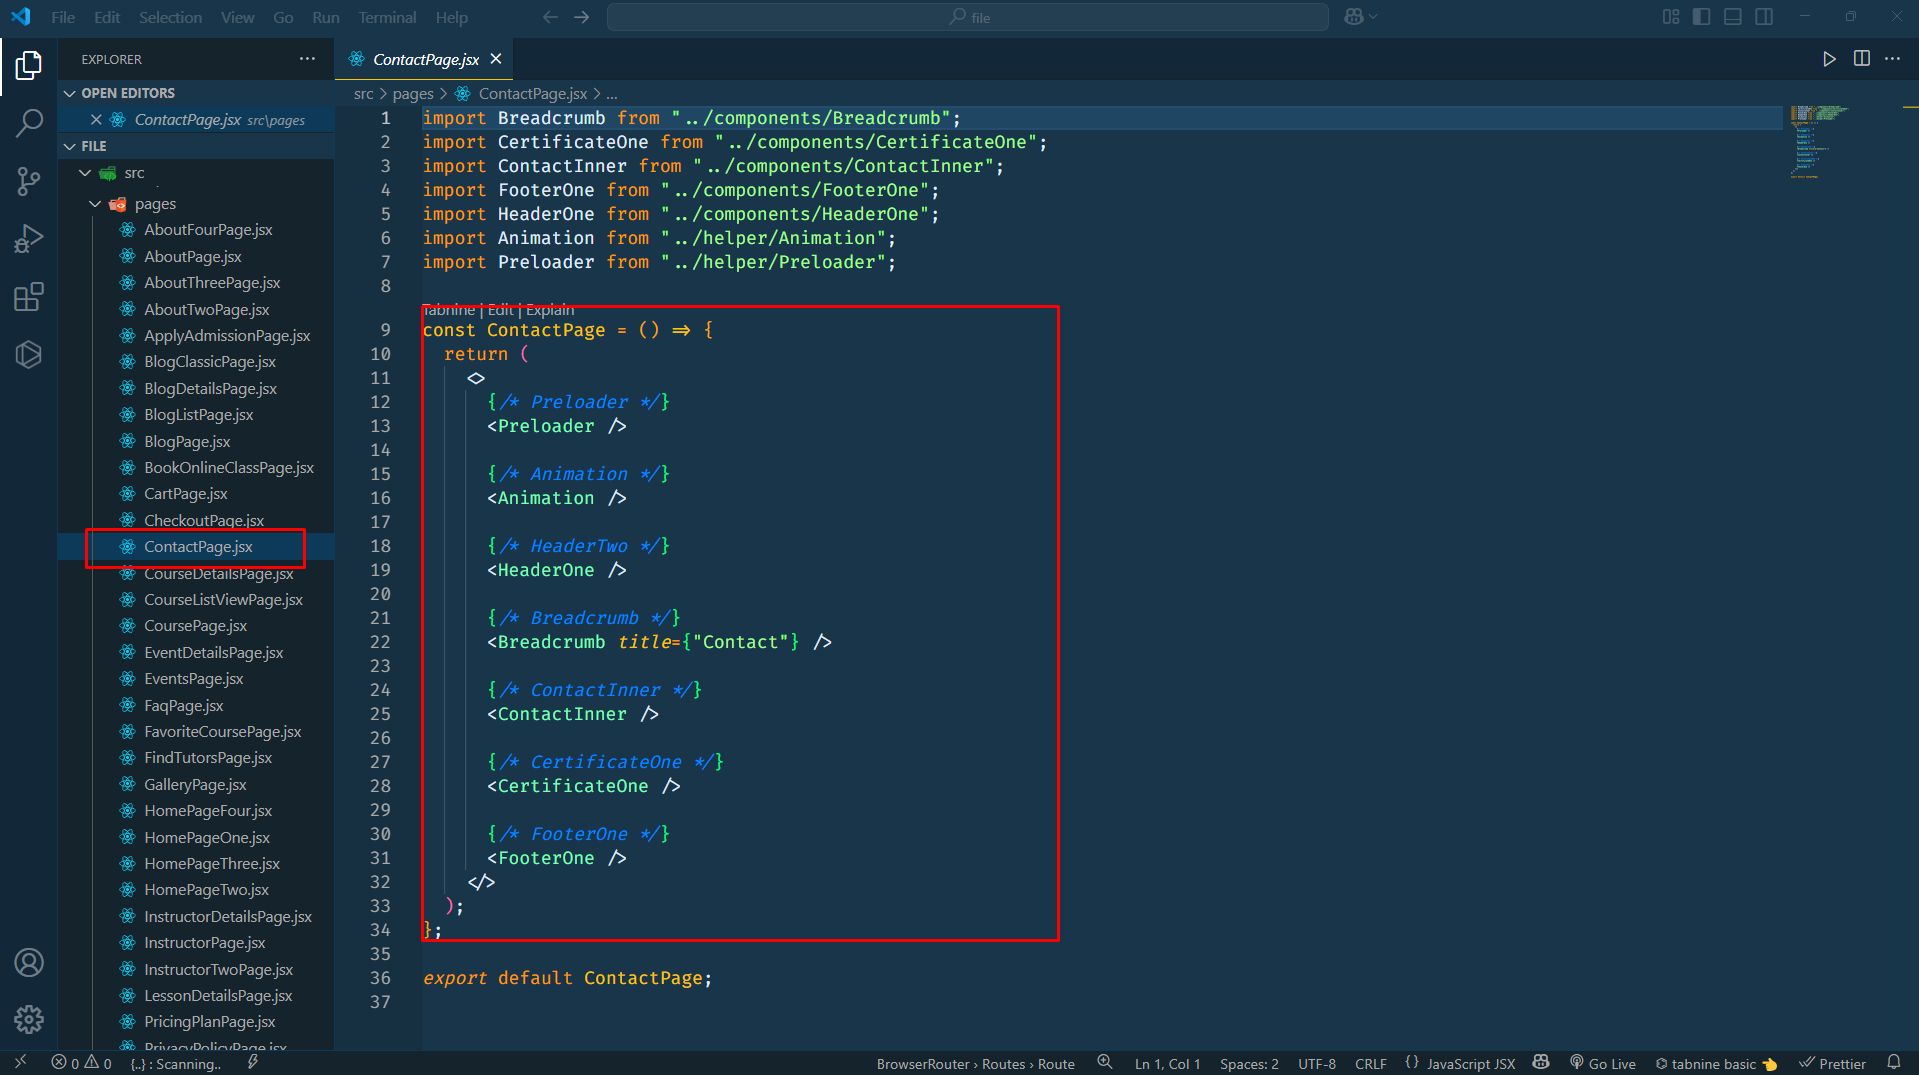 File Edit Selection View Go Run Terminal Help
file
EXPLORER
OPEN EDITORS
ContactPage.jsx src\pages
FILE
src
pages
AboutFourPage.jsx
AboutPage.jsx
AboutThreePage.jsx
AboutTwoPage.jsx
ApplyAdmissionPage.jsx
BlogClassicPage.jsx
BlogDetailsPage.jsx
BlogListPage.jsx
BlogPage.jsx
BookOnlineClassPage.jsx
CartPage.jsx
CheckoutPage.jsx
ContactPage.jsx
CourseDetailsPage.jsx
CourseListViewPage.jsx
CoursePage.jsx
EventDetailsPage.jsx
EventsPage.jsx
FaqPage.jsx
FavoriteCoursePage.jsx
FindTutorsPage.jsx
GalleryPage.jsx
HomePageFour.jsx
HomePageOne.jsx
HomePageThree.jsx
HomePageTwo.jsx
InstructorDetailsPage.jsx
InstructorPage.jsx
InstructorTwoPage.jsx
LessonDetailsPage.jsx
PricingPlanPage.jsx
PrivacyPolicyPage.jsx
ContactPage.jsx
src > pages > ContactPage.jsx > ...
1 import Breadcrumb from "../components/Breadcrumb";
2 import CertificateOne from "../components/CertificateOne";
3 import ContactInner from "../components/ContactInner";
4 import FooterOne from "../components/FooterOne";
5 import HeaderOne from "../components/HeaderOne";
6 import Animation from "../helper/Animation";
7 import Preloader from "../helper/Preloader";
8
Tabnine | Edit | Explain
9 const ContactPage = () => {
10 return (
11 <>
12 {/* Preloader */}
13 <Preloader />
14
15 {/* Animation */}
16 <Animation />
17
18 {/* HeaderTwo */}
19 <HeaderOne />
20
21 {/* Breadcrumb */}
22 <Breadcrumb title={"Contact"} />
23
24 {/* ContactInner */}
25 <ContactInner />
26
27 {/* CertificateOne */}
28 <CertificateOne />
29
30 {/* FooterOne */}
31 <FooterOne />
32 </>
33 );
34 };
35
36 export default ContactPage;
37
0 0 {..} : Scanning.. BrowserRouter › Routes › Route Ln 1, Col 1 Spaces: 2 UTF-8 CRLF {} JavaScript JSX Go Live tabnine basic Prettier